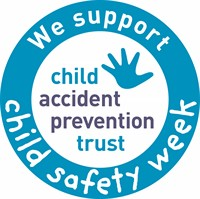 We support
child
accident
prevention
trust
child safety week